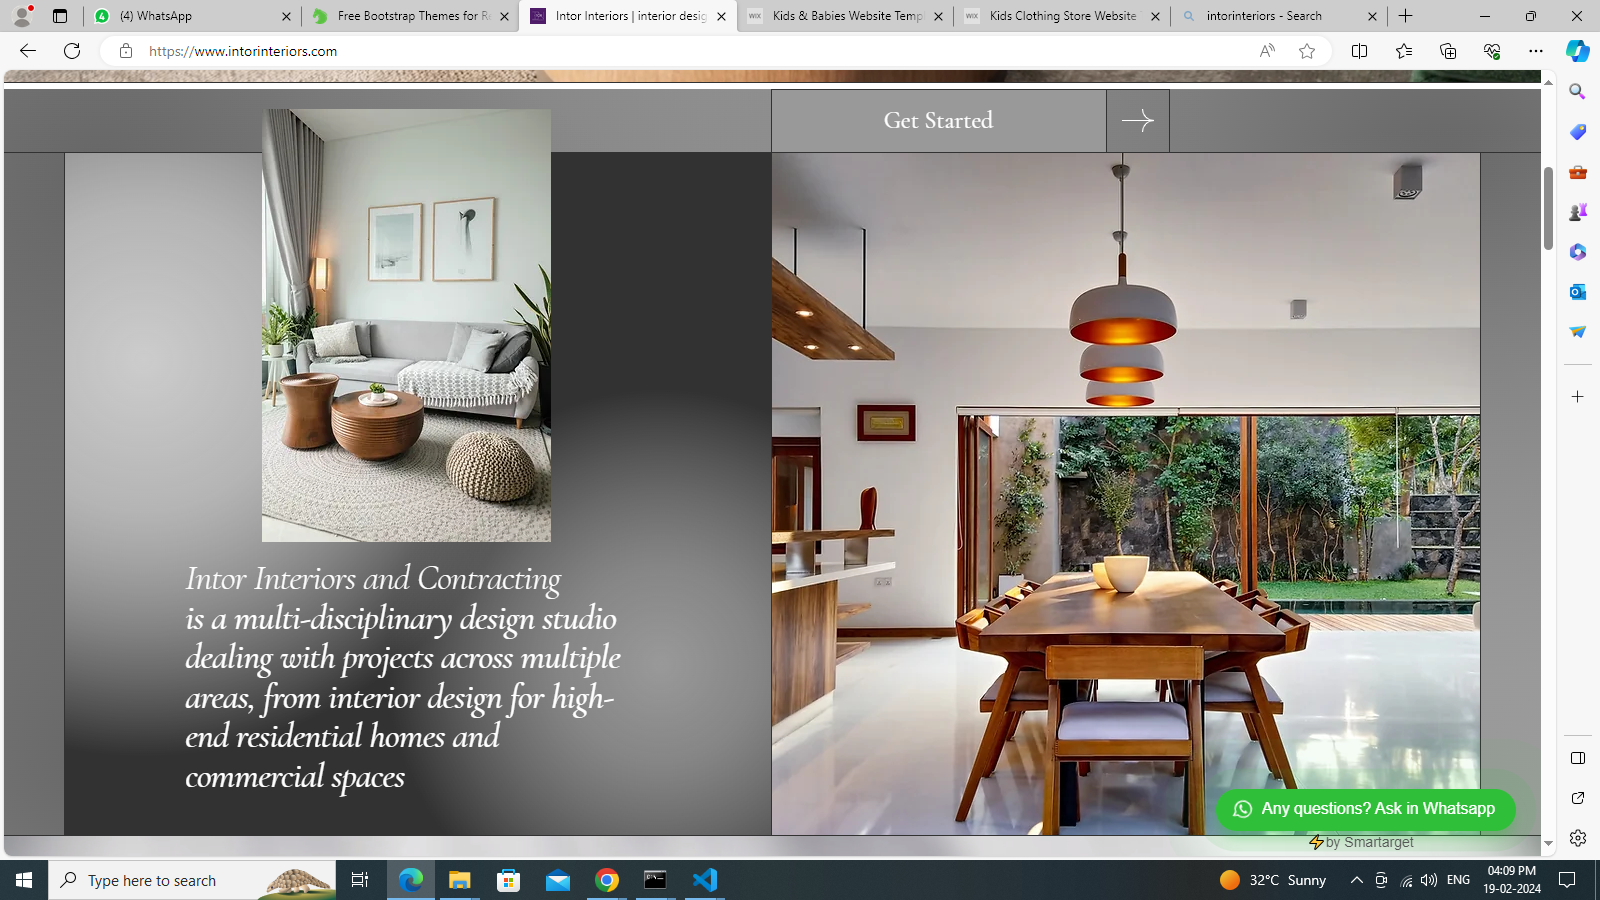 (4) WhatsApp
Free Bootstrap Themes for Re
Intor Interiors | interior desig
Kids & Babies Website Templ
Kids Clothing Store Website T
intorinteriors - Search
https://www.intorinteriors.com
Get Started
Intor Interiors and Contracting
is a multi-disciplinary design studio
dealing with projects across multiple
areas, from interior design for high-
end residential homes and
commercial spaces
Any questions? Ask in Whatsapp
by Smartarget
Type here to search
32°C Sunny
ENG
04:09 PM
19-02-2024